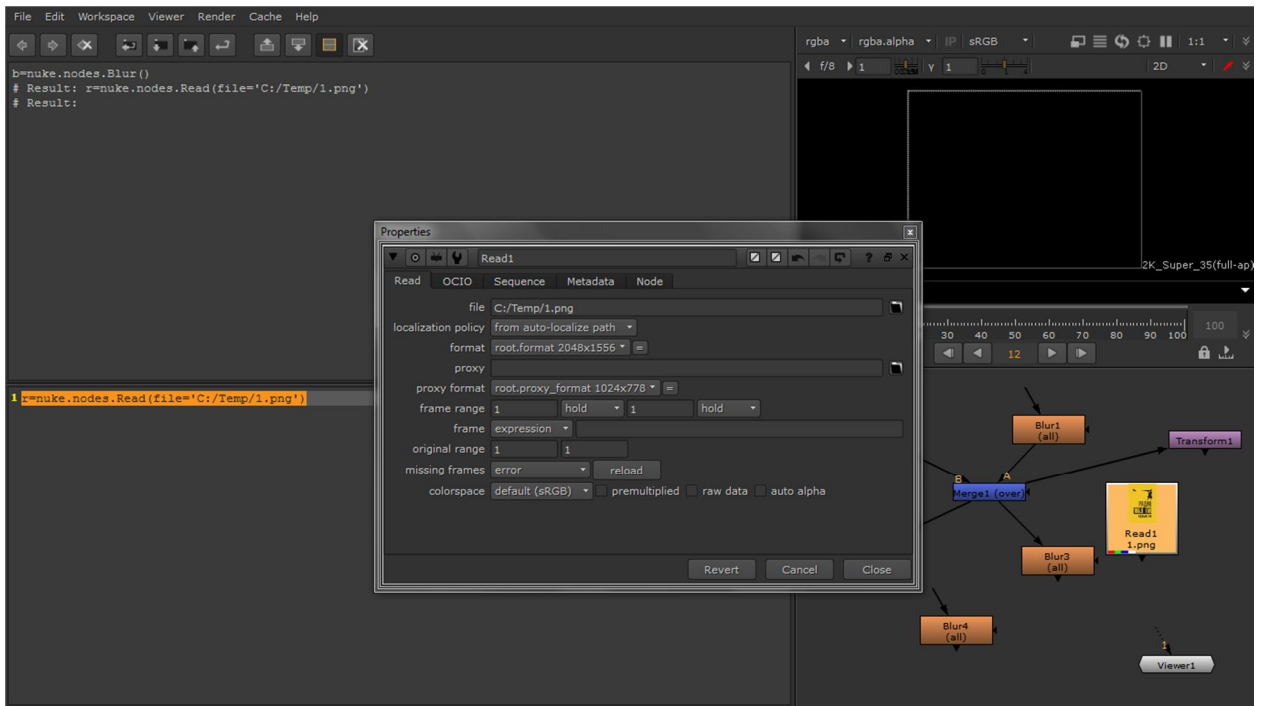 File Edit Workspace Viewer Render Cache Help
b=nuke.nodes.Blur()
# Result: r=nuke.nodes.Read(file='C:/Temp/1.png')
# Result:
1 r=nuke.nodes.Read(file='C:/Temp/1.png')
rgba rgba.alpha IP sRGB 1:1
f/8 1 Y 1 2D
2K_Super_35(full-ap)
Properties
Read1 ?
Read OCIO Sequence Metadata Node
file C:/Temp/1.png
localization policy from auto-localize path
format root.format 2048x1556 =
proxy
proxy format root.proxy_format 1024x778 =
frame range 1 hold 1 hold
frame expression
original range 1 1
missing frames error reload
colorspace default (sRGB) premultiplied raw data auto alpha
Revert Cancel Close
30 40 50 60 70 80 90 100 100
12
Blur1
(all)
Transform1
B A
Merge1 (over)
Read1
1.png
Blur3
(all)
Blur4
(all)
1
Viewer1